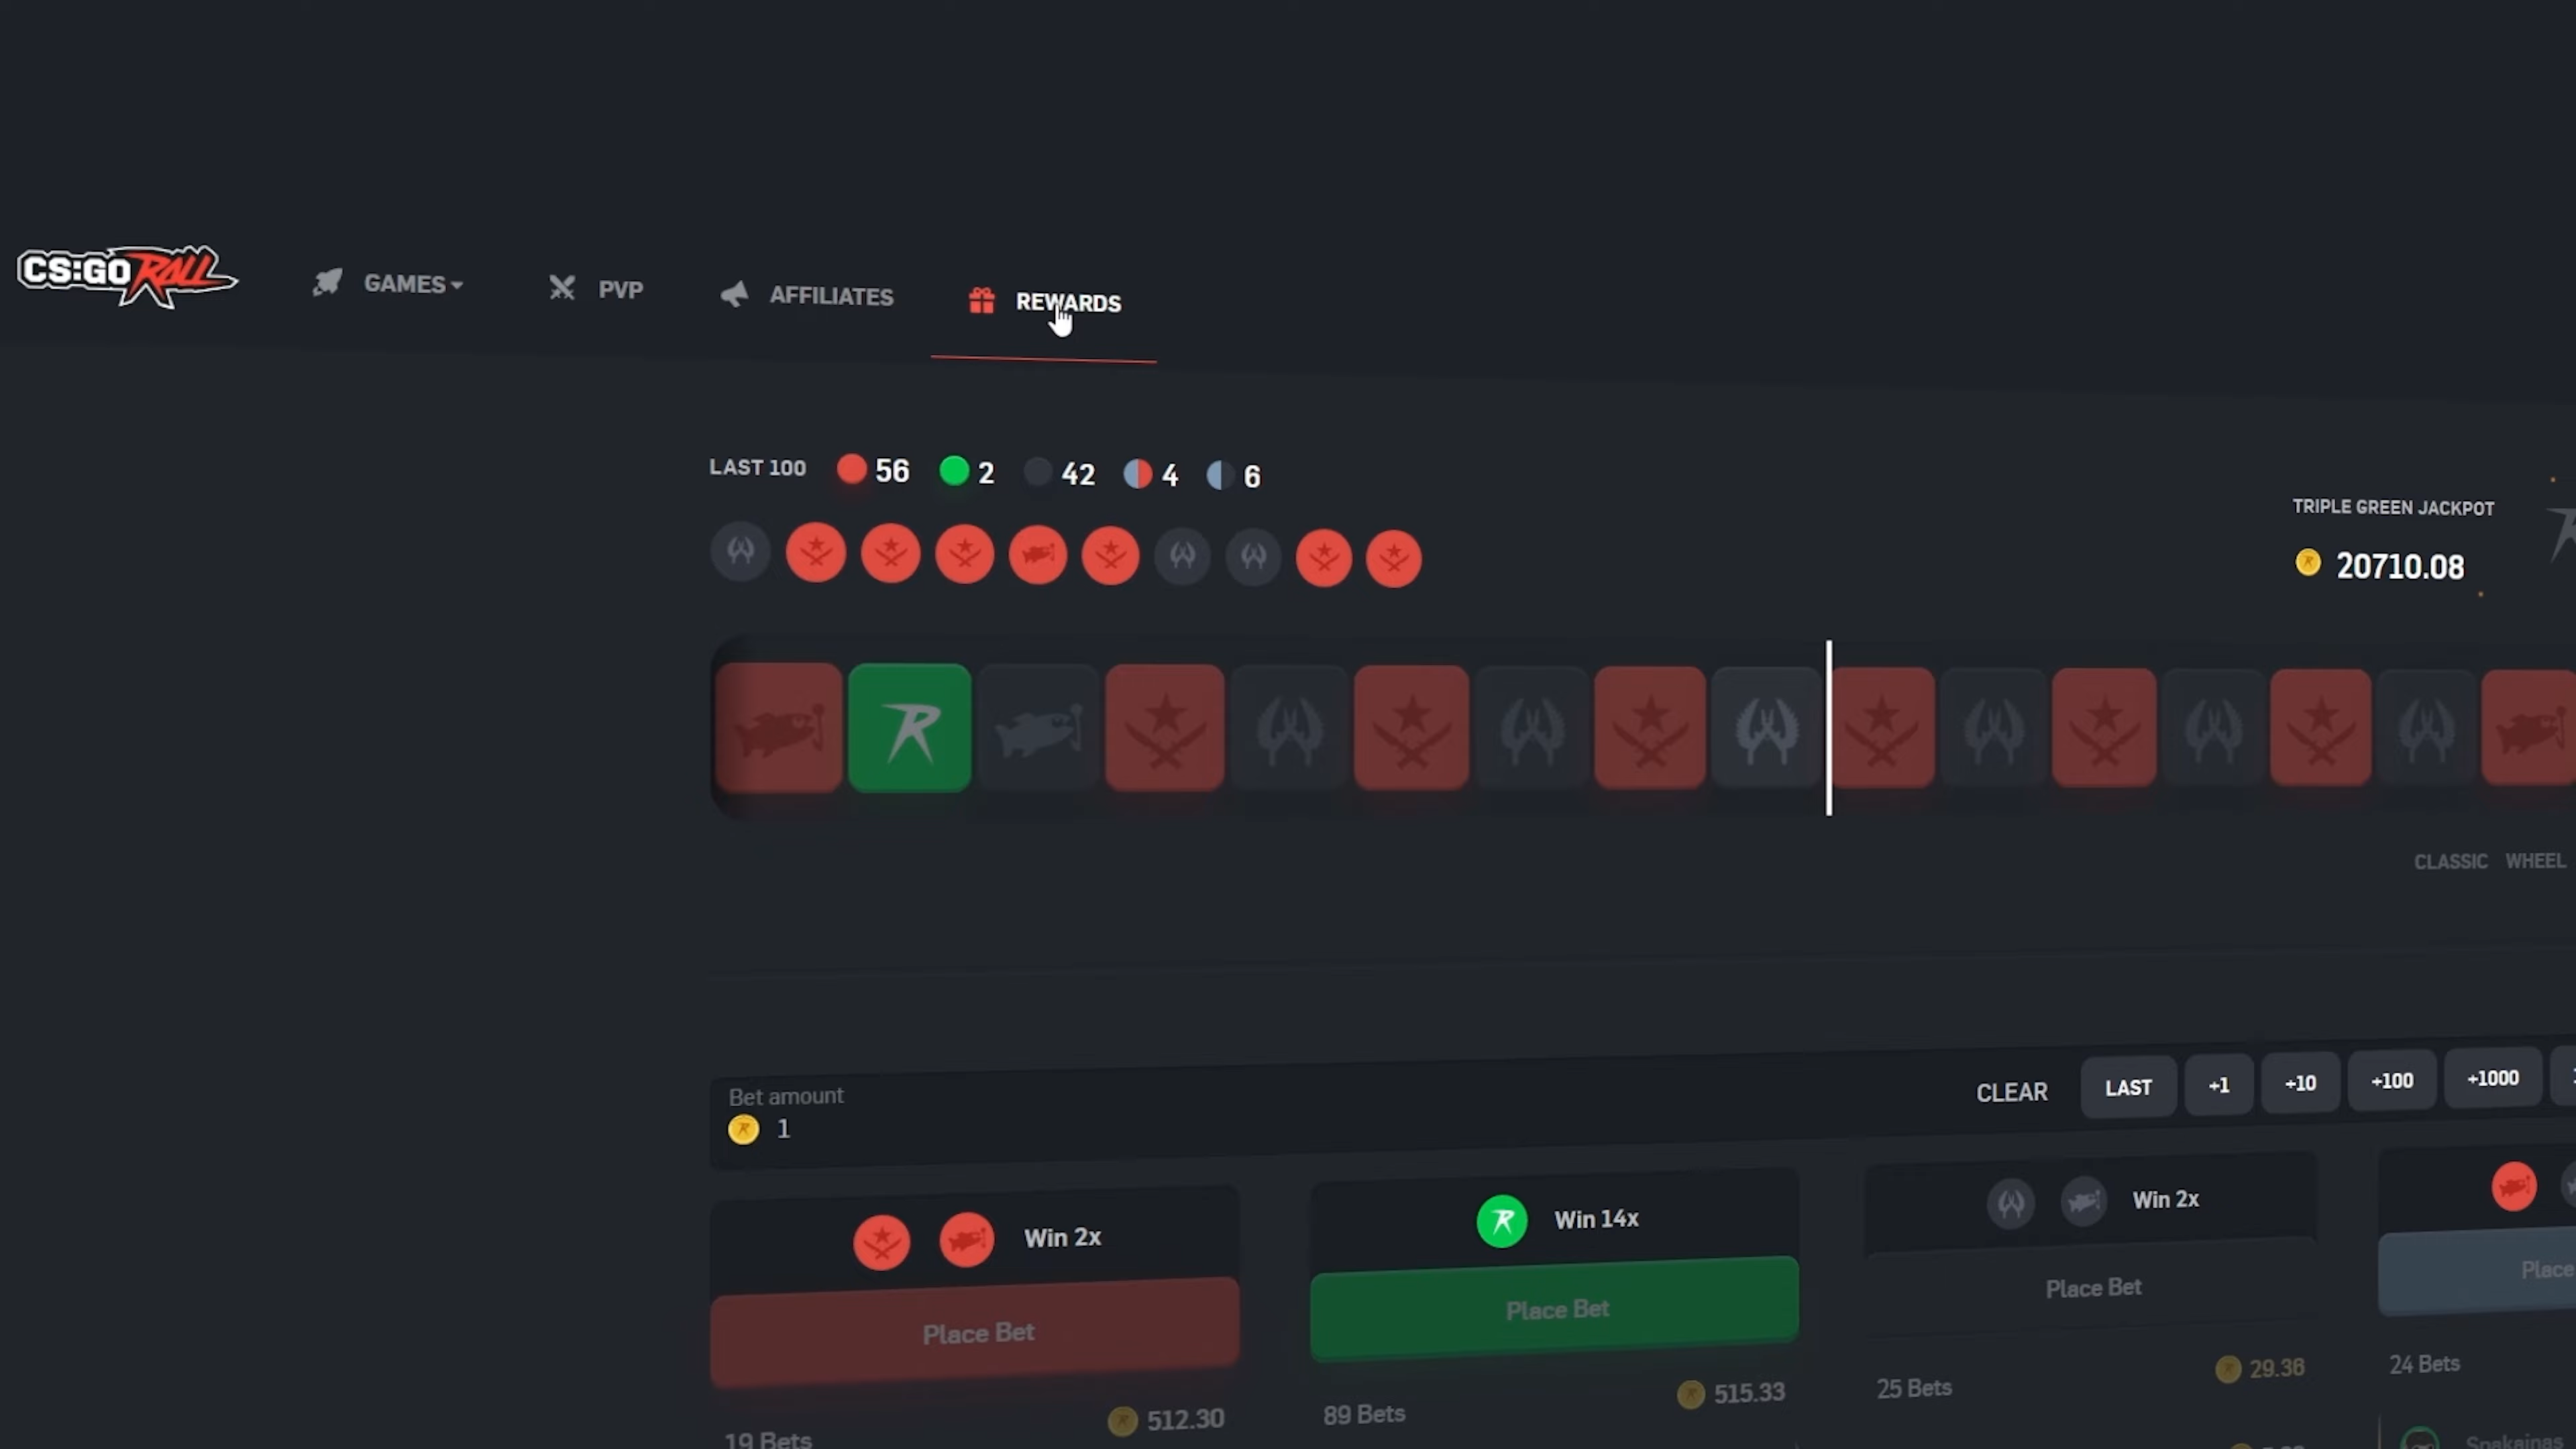 CS:GO ROLL
GAMES
PVP
AFFILIATES
REWARDS
LAST 100 56 2 42 4 6
TRIPLE GREEN JACKPOT
20710.08
CLASSIC WHEEL
Bet amount
1
CLEAR LAST +1 +10 +100 +1000
Win 2x
Place Bet
19 Bets 512.30
Win 14x
Place Bet
89 Bets 515.33
Win 2x
Place Bet
25 Bets 29.36
Place
24 Bets